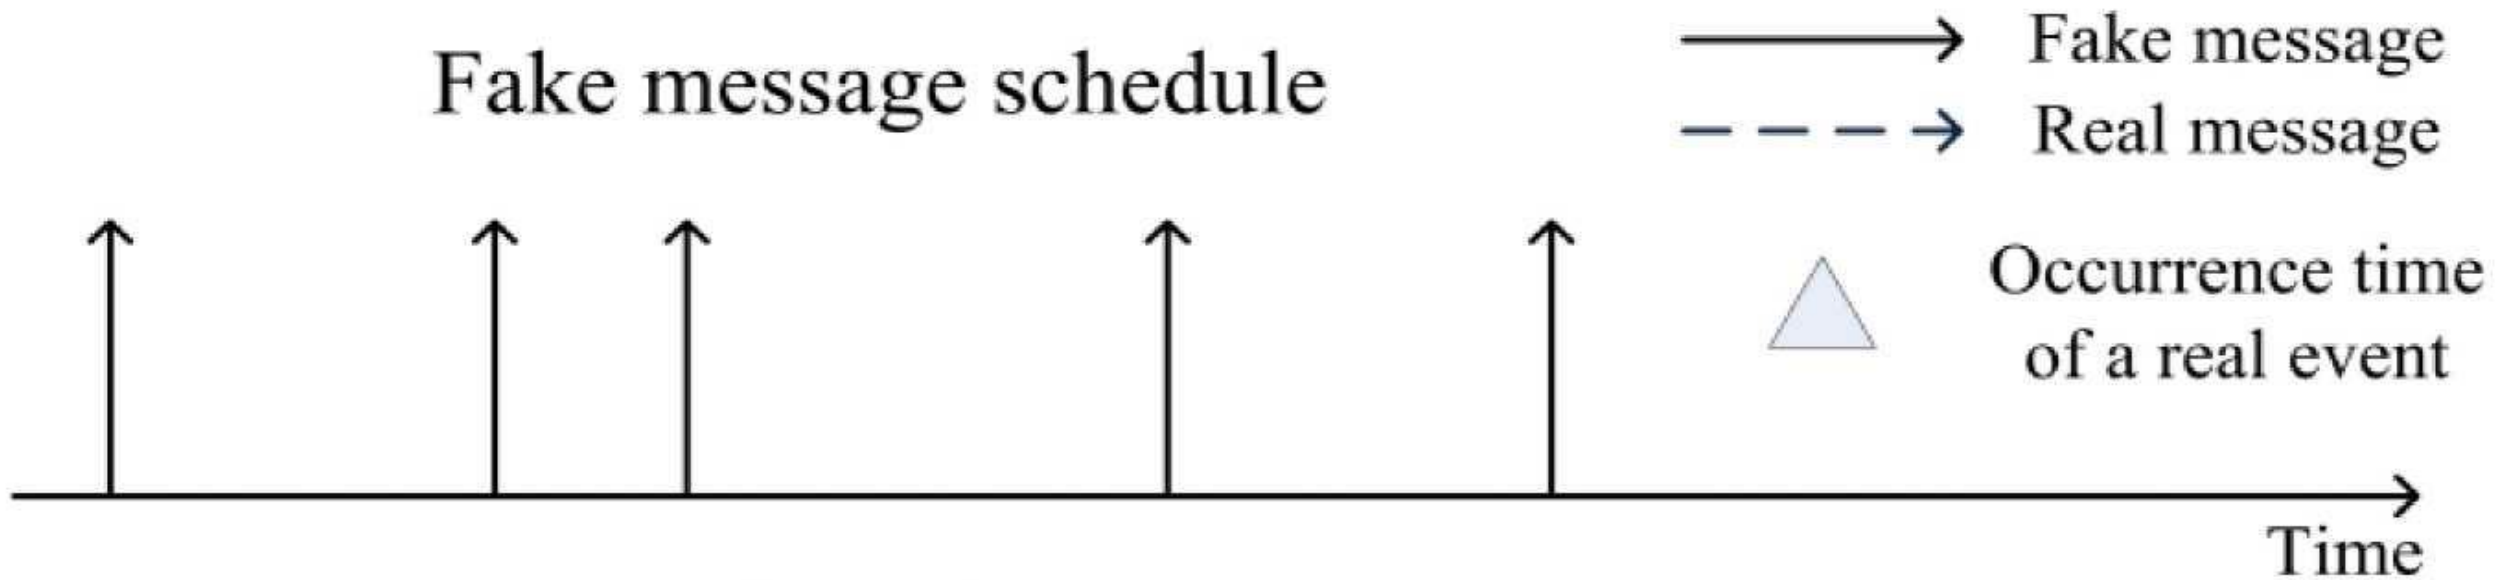 Fake message schedule
Fake message
Real message
Occurrence time
of a real event
Time